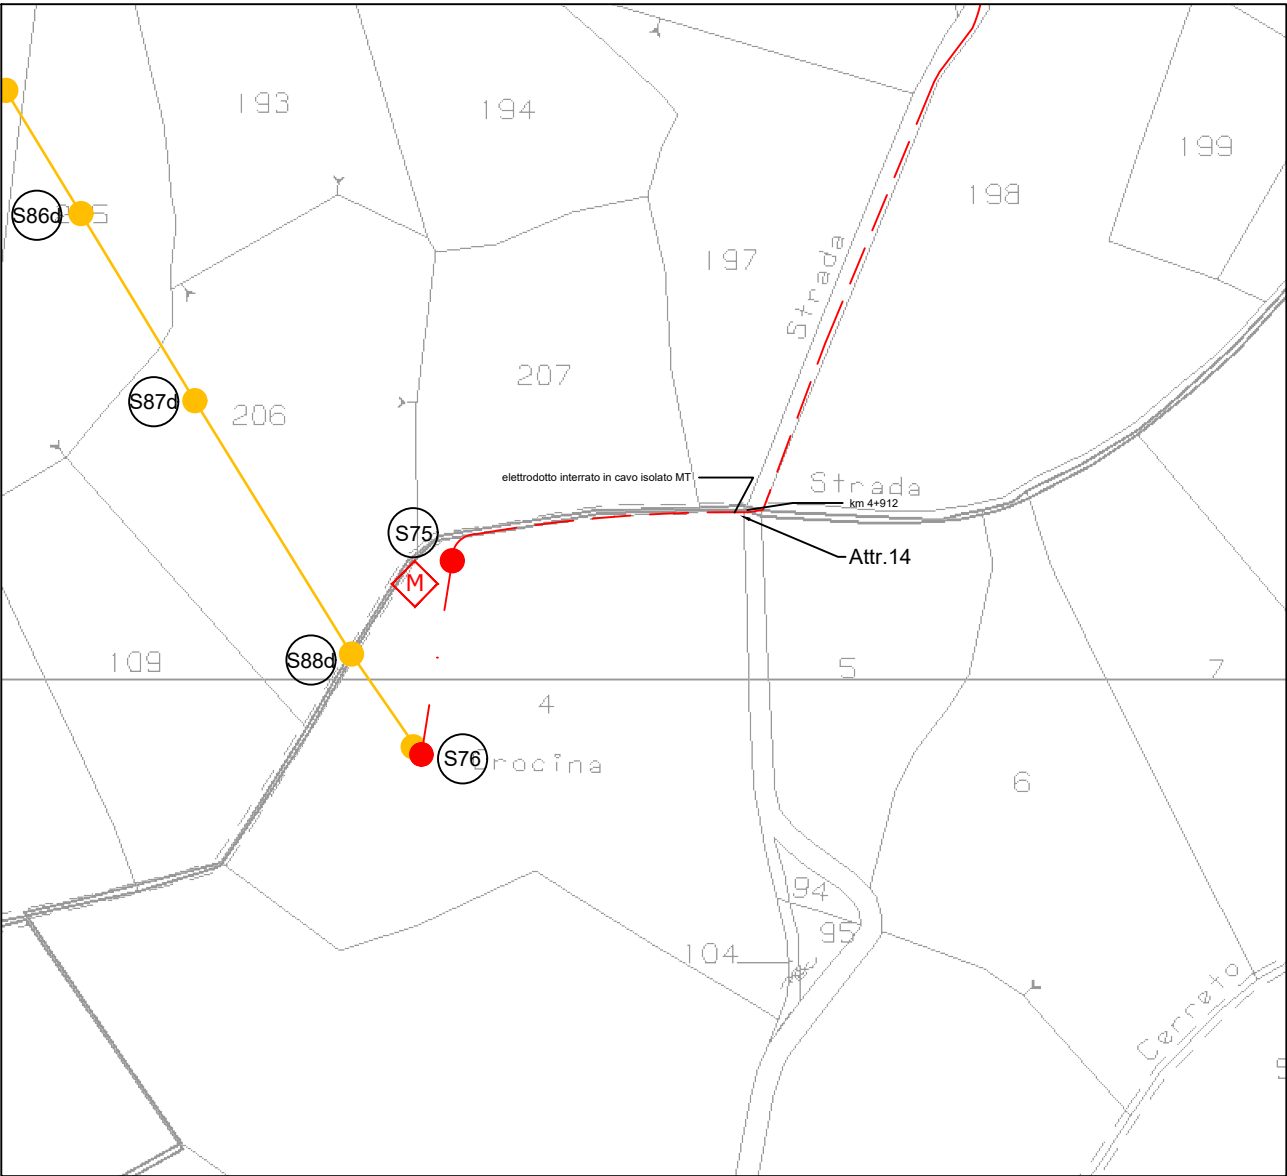 193
194
199
198
S86d
197
Strada
207
S87d
206
elettrodotto interrato in cavo isolato MT
Strada
km 4+912
S75
Attr.14
M
S88d
109
5
7
4
S76
rocina
6
94
95
104
Cerreto